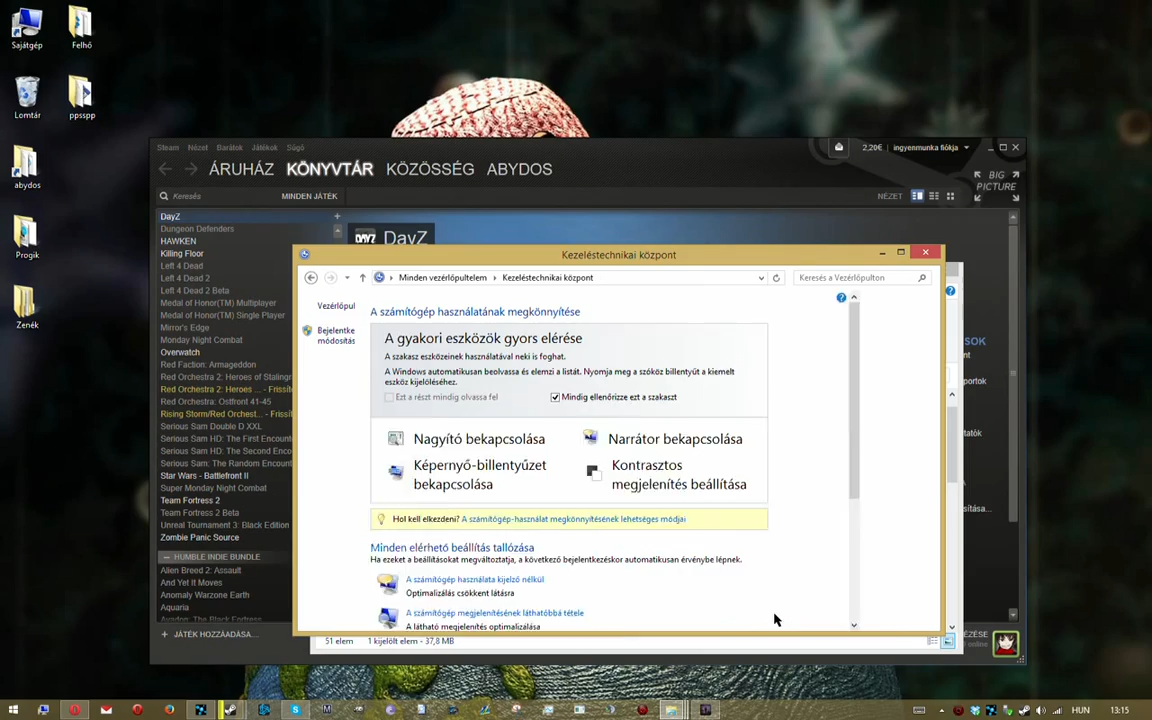 Sajátgép
Felhő
Lomtár
ppsspp
abydos
Progik
Zenék
Steam Nézet Barátok Játékok Súgó
2,20€ ingyenmunka fiókja
ÁRUHÁZ KÖNYVTÁR KÖZÖSSÉG ABYDOS
BIG
PICTURE
Keresés
MINDEN JÁTÉK
NÉZET
DayZ
Dungeon Defenders
HAWKEN
Killing Floor
Left 4 Dead
Left 4 Dead 2
Left 4 Dead 2 Beta
Medal of Honor(TM) Multiplayer
Medal of Honor(TM) Single Player
Mirror's Edge
Monday Night Combat
Overwatch
Red Faction: Armageddon
Red Orchestra 2: Heroes of Stalingr
Red Orchestra 2: Heroes ... - Frissít
Red Orchestra: Ostfront 41-45
Rising Storm/Red Orchest... - Frissít
Serious Sam Double D XXL
Serious Sam HD: The First Encounte
Serious Sam HD: The Second Enco
Serious Sam: The Random Encount
Star Wars - Battlefront II
Super Monday Night Combat
Team Fortress 2
Team Fortress 2 Beta
Unreal Tournament 3: Black Edition
Zombie Panic Source
HUMBLE INDIE BUNDLE
Alien Breed 2: Assault
And Yet It Moves
Anomaly Warzone Earth
Aquaria
JÁTÉK HOZZÁADÁSA...
DAYZ DayZ
Kezeléstechnikai központ
Minden vezérlőpultelem Kezeléstechnikai központ
Keresés a Vezérlőpulton
Vezérlőpul
Bejelentke
módosítás
A számítógép használatának megkönnyítése
A gyakori eszközök gyors elérése
A szakasz eszközeinek használatával neki is foghat.
A Windows automatikusan beolvassa és elemzi a listát. Nyomja meg a szóköz billentyűt a kiemelt
eszköz kijelöléséhez.
Ezt a részt mindig olvassa fel
Mindig ellenőrizze ezt a szakaszt
Nagyító bekapcsolása
Narrátor bekapcsolása
Képernyő-billentyűzet
bekapcsolása
Kontrasztos
megjelenítés beállítása
Hol kell elkezdeni? A számítógép-használat megkönnyítésének lehetséges módjai
Minden elérhető beállítás tallózása
Ha ezeket a beállításokat megváltoztatja, a következő bejelentkezéskor automatikusan érvénybe lépnek.
A számítógép használata kijelző nélkül
Optimalizálás csökkent látásra
A számítógép megjelenítésének láthatóbbá tétele
A látható megjelenítés optimalizálása
SOK
nt
portok
tatók
sa...
51 elem 1 kijelölt elem - 37,8 MB
ZÉSE
online
HUN 13:15